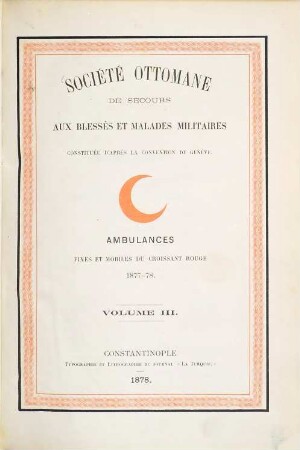 SOCIÉTÉ OTTOMANE
DE SECOURS
AUX BLESSÉS ET MALADES MILITAIRES
CONSTITUÉE D'APRÈS LA CONVENTION DE GENÈVE.
AMBULANCES
FIXES ET MOBILES DU CROISSANT ROUGE
1877-78.
VOLUME III.
CONSTANTINOPLE
TYPOGRAPHIE ET LITHOGRAPHIE DU JOURNAL «LA TURQUIE»
1878.